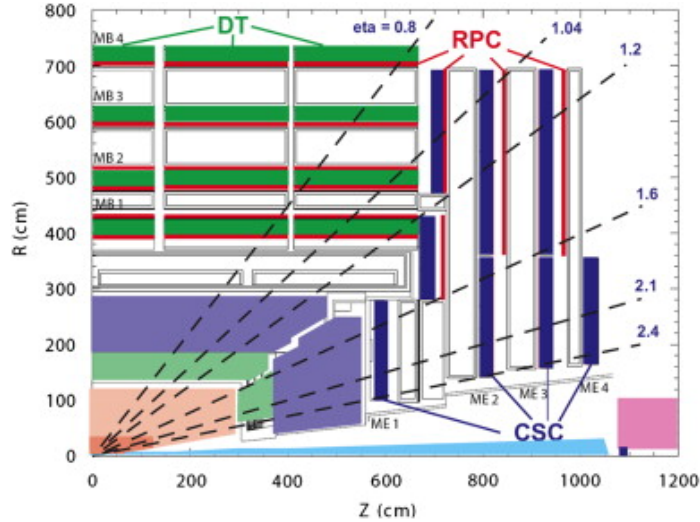 800
700
600
500
400
300
200
100
0
R (cm)
MB 4
MB 3
MB 2
MB 1
DT
eta = 0.8
RPC
1.04
1.2
1.6
2.1
2.4
ME 1
ME 2
ME 3
ME 4
CSC
0
200
400
600
800
1000
1200
Z (cm)